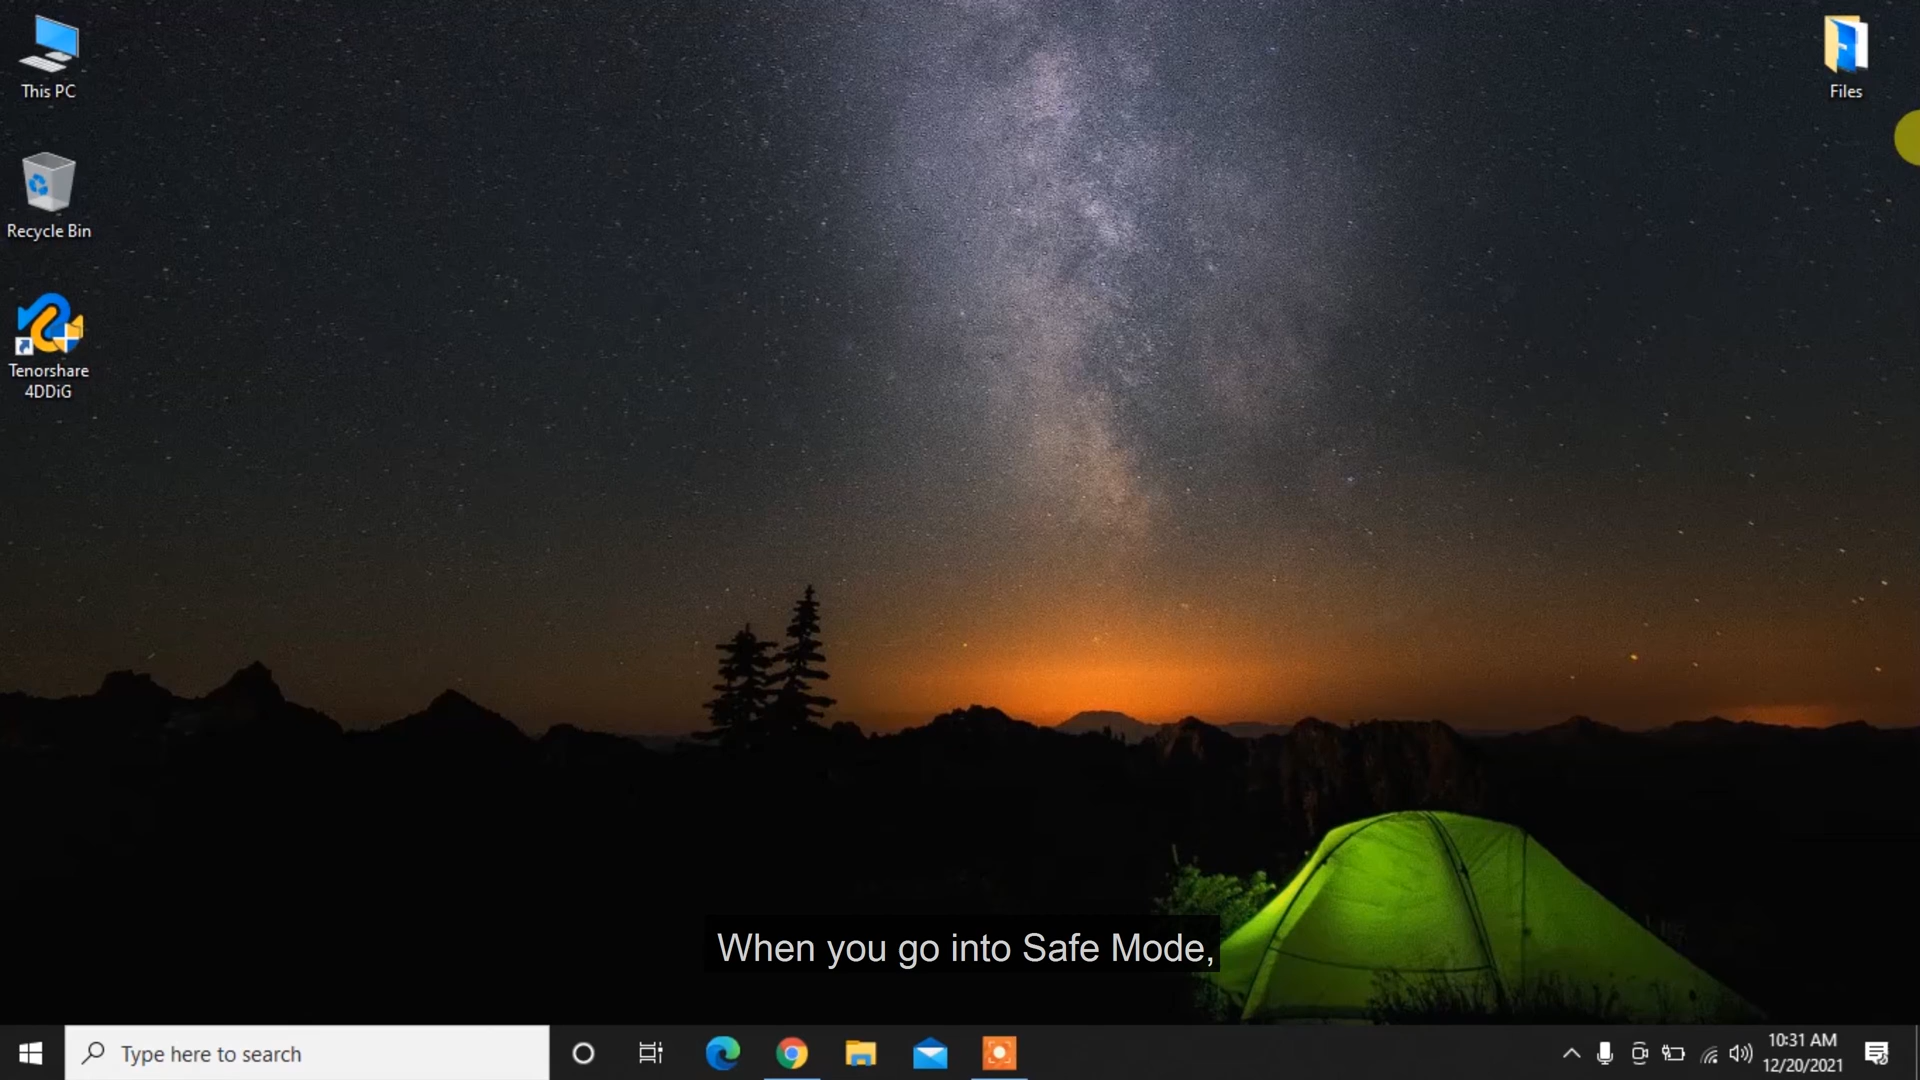 This PC
Files
Recycle Bin
Tenorshare
4DDiG
When you go into Safe Mode,
Type here to search
10:31 AM
12/20/2021